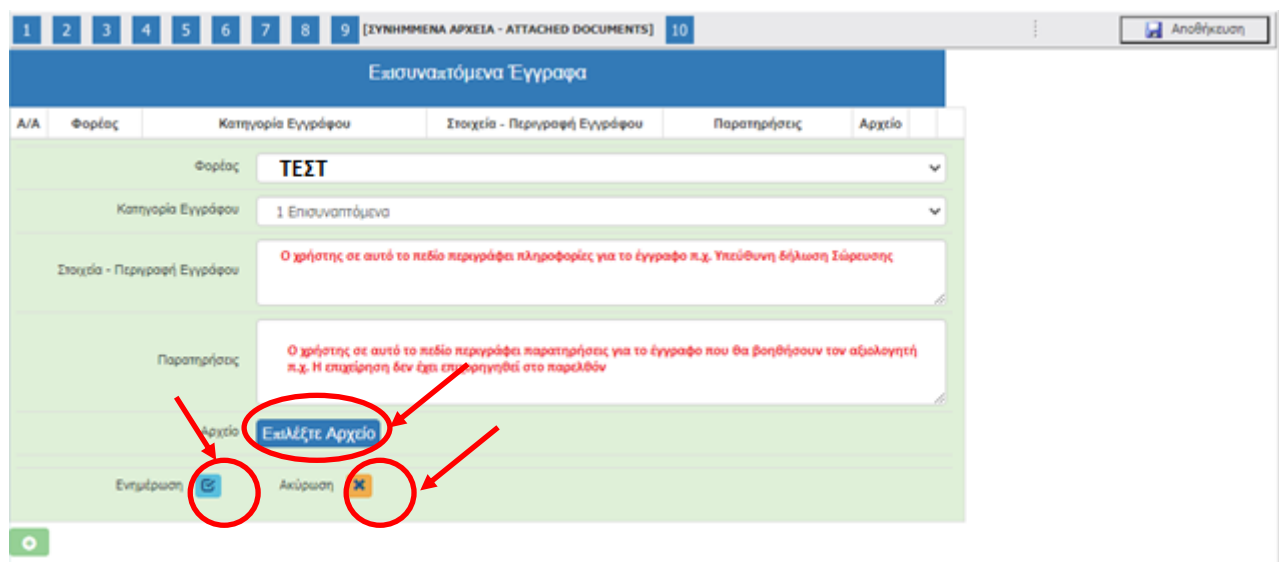 1 2 3 4 5 6 7 8 9 [ΣΥΝΗΜΜΕΝΑ ΑΡΧΕΙΑ - ATTACHED DOCUMENTS] 10 Αποθήκευση
Επισυναπτόμενα Έγγραφα
Α/Α Φορέας Κατηγορία Εγγράφου Στοιχεία - Περιγραφή Εγγράφου Παρατηρήσεις Αρχείο
Φορέας ΤΕΣΤ
Κατηγορία Εγγράφου 1 Επισυναπτόμενα
Στοιχεία - Περιγραφή Εγγράφου Ο χρήστης σε αυτό το πεδίο περιγράφει πληροφορίες για το έγγραφο π.χ. Υπεύθυνη δήλωση Σώρευσης
Παρατηρήσεις Ο χρήστης σε αυτό το πεδίο περιγράφει παρατηρήσεις για το έγγραφο που θα βοηθήσουν τον αξιολογητή
π.χ. Η επιχείρηση δεν έχει επιχορηγηθεί στο παρελθόν
Αρχείο Επιλέξτε Αρχείο
Ενημέρωση Ακύρωση